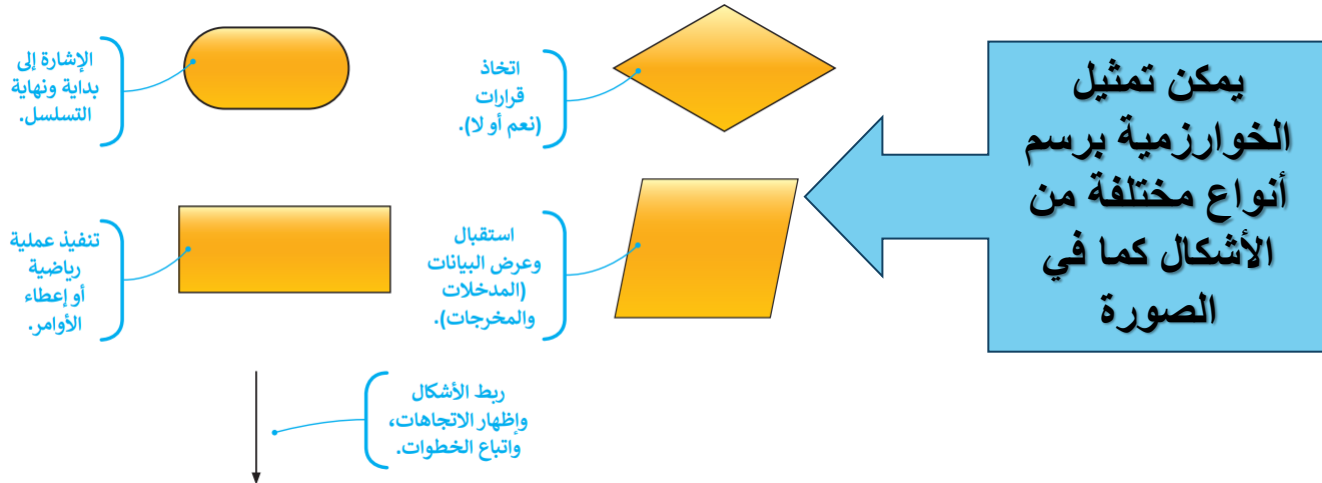 يمكن تمثيل
الخوارزمية برسم
أنواع مختلفة من
الأشكال كما في
الصورة
اتخاذ
قرارات
(نعم أو لا).
الإشارة إلى
بداية ونهاية
التسلسل.
استقبال
وعرض البيانات
(المدخلات
والمخرجات).
تنفيذ عملية
رياضية
أو إعطاء
الأوامر.
ربط الأشكال
وإظهار الاتجاهات،
واتباع الخطوات.